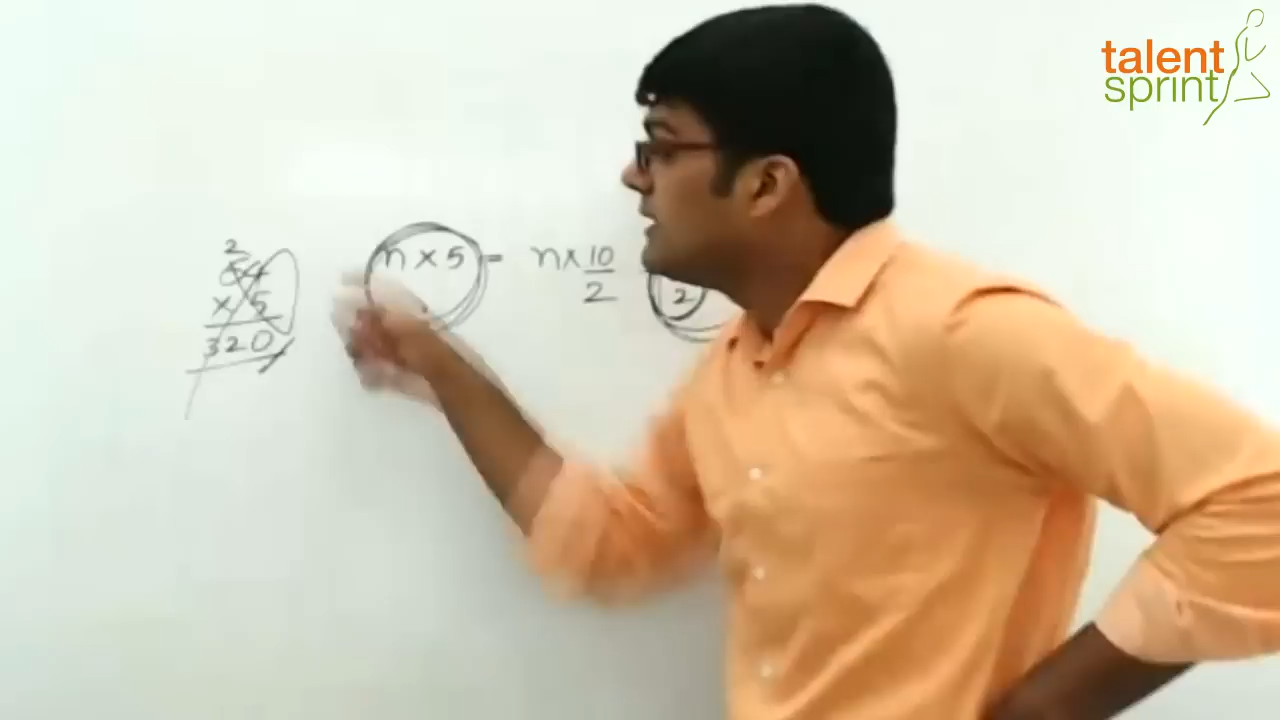 talent
sprint
2
64
× 5
320
n × 5 = n × 10/2
2